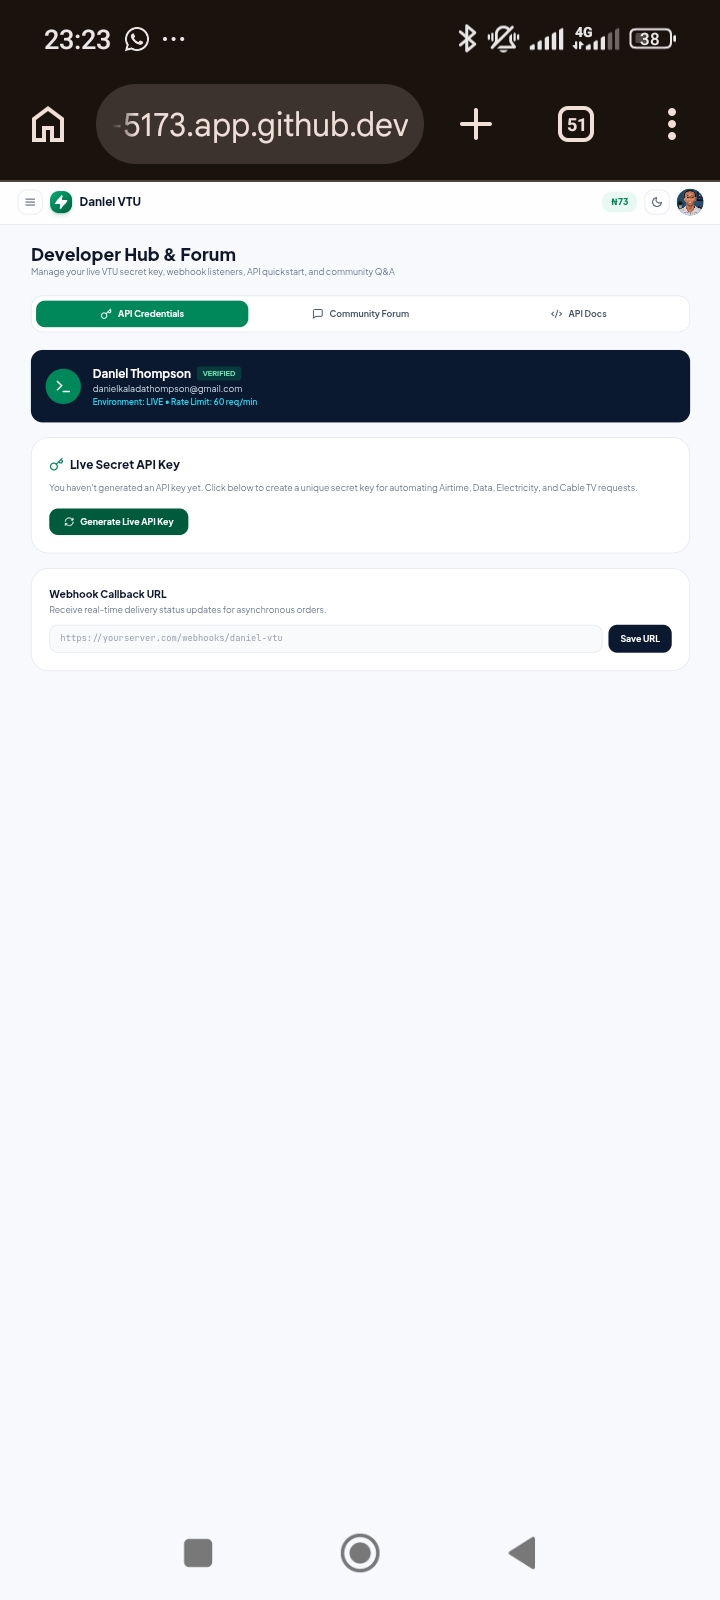 23:23
4G
38
-5173.app.github.dev
51
Daniel VTU
₦73
Developer Hub & Forum
Manage your live VTU secret key, webhook listeners, API quickstart, and community Q&A
API Credentials
Community Forum
API Docs
Daniel Thompson VERIFIED
danielkaladathompson@gmail.com
Environment: LIVE • Rate Limit: 60 req/min
Live Secret API Key
You haven't generated an API key yet. Click below to create a unique secret key for automating Airtime, Data, Electricity, and Cable TV requests.
Generate Live API Key
Webhook Callback URL
Receive real-time delivery status updates for asynchronous orders.
https://yourserver.com/webhooks/daniel-vtu
Save URL